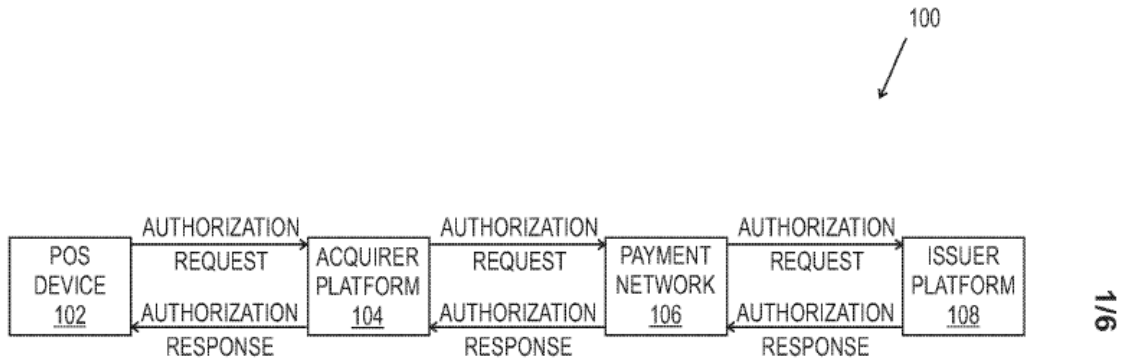 100
AUTHORIZATION
REQUEST
AUTHORIZATION
REQUEST
AUTHORIZATION
REQUEST
POS
DEVICE
102
ACQUIRER
PLATFORM
104
PAYMENT
NETWORK
106
ISSUER
PLATFORM
108
AUTHORIZATION
RESPONSE
AUTHORIZATION
RESPONSE
AUTHORIZATION
RESPONSE
1/6